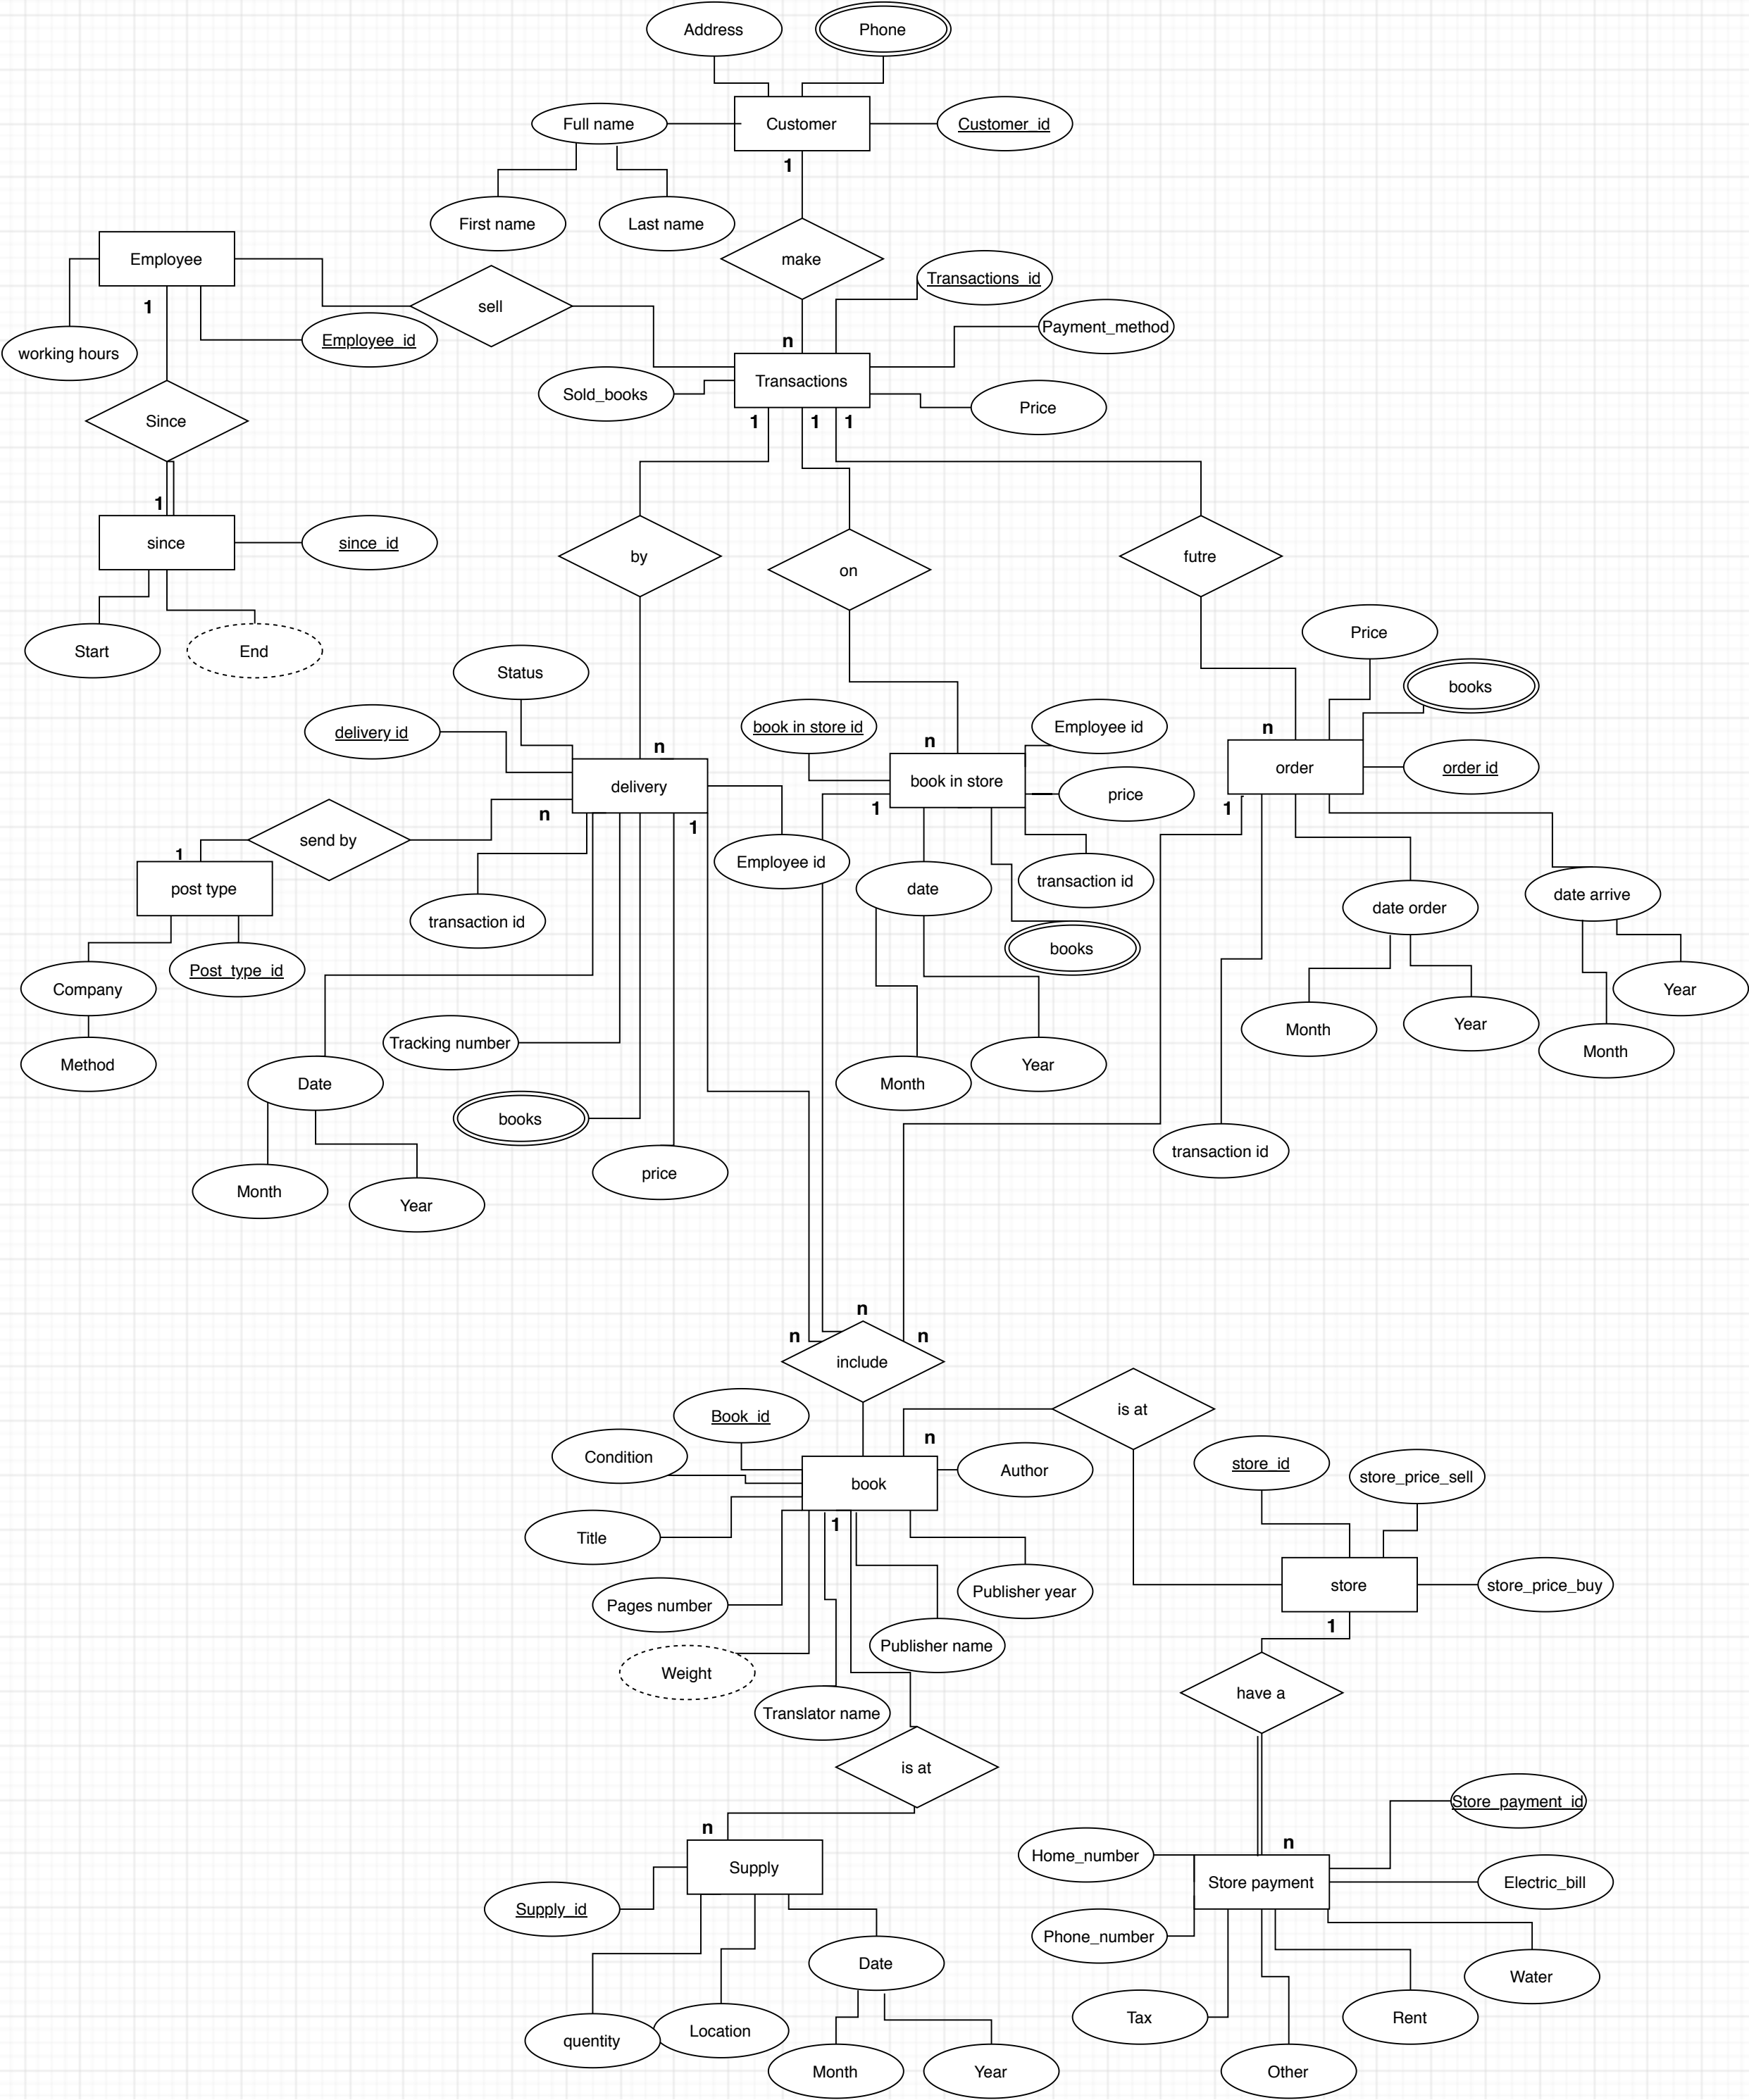 Address
Phone
Full name
Customer
Customer_id
1
First name
Last name
Employee
make
Transactions_id
sell
1
Payment_method
Employee_id
working hours
n
Transactions
Sold_books
Price
Since
1
1
1
1
since
since_id
by
on
futre
Price
Start
End
Status
books
delivery id
book in store id
Employee id
n
n
n
order
order id
delivery
book in store
price
send by
n
1
1
1
1
post type
Employee id
date
transaction id
date arrive
transaction id
date order
books
Post_type_id
Company
Year
Month
Year
Tracking number
Method
Date
Month
Year
Month
books
transaction id
price
Month
Year
n
n
n
include
is at
Book_id
n
Condition
Author
store_id
store_price_sell
book
1
Title
store
store_price_buy
Publisher year
Pages number
1
Publisher name
Weight
have a
Translator name
is at
Store_payment_id
n
n
Home_number
Supply
Store payment
Electric_bill
Supply_id
Phone_number
Date
Water
Tax
Rent
Location
quentity
Month
Year
Other